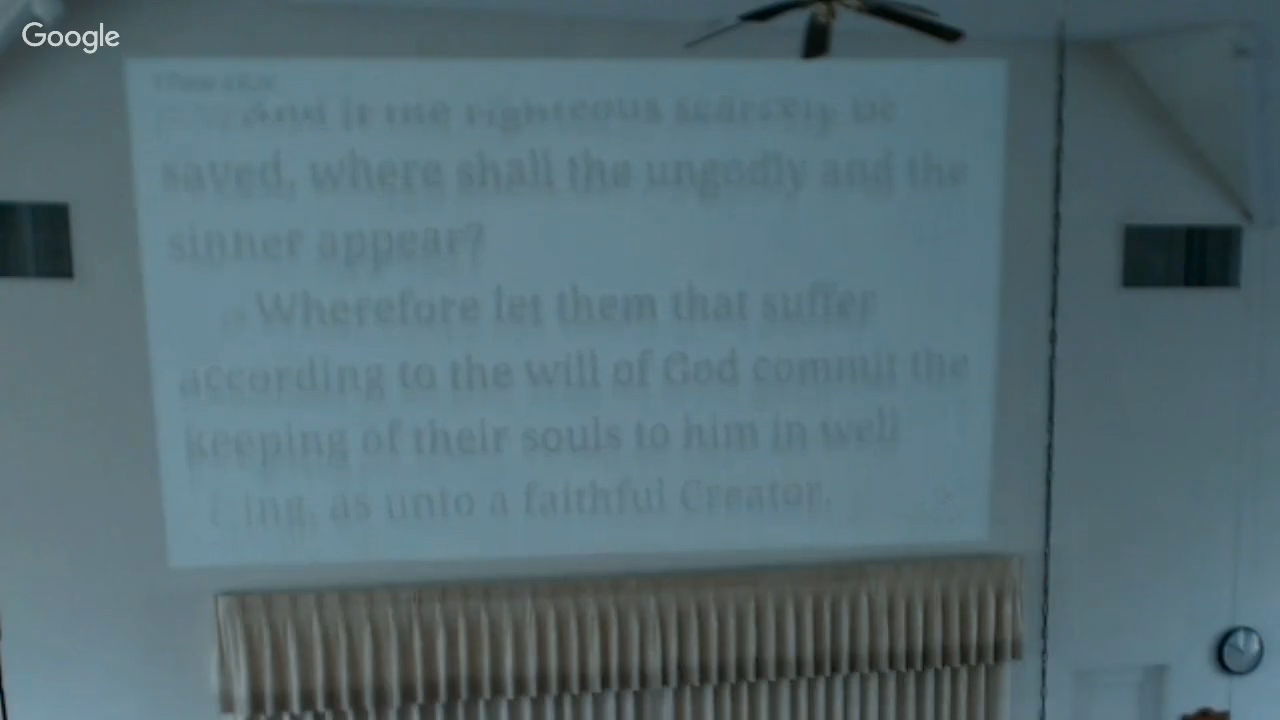 Google
And if the righteous scarcely be
saved, where shall the ungodly and the
sinner appear?
Wherefore let them that suffer
according to the will of God commit the
keeping of their souls to him in well
as unto a faithful Creator.